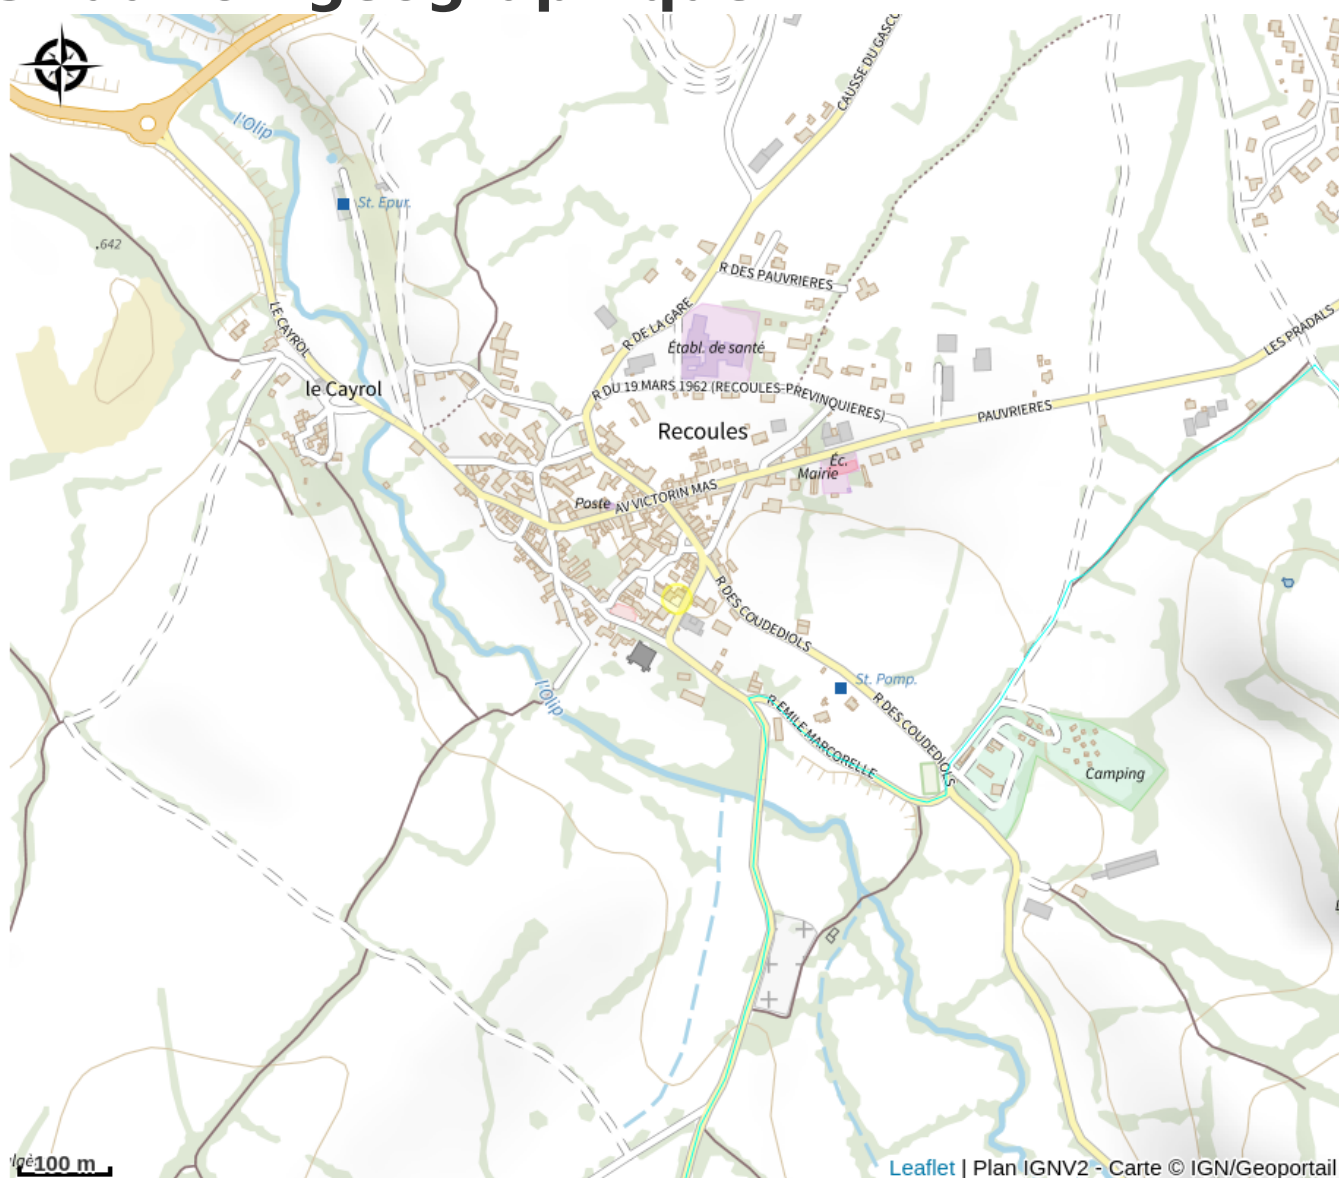 CAUSSE DU GASCO
l'Olip
St. Epur.
.642
R DES PAUVRIERES
LE CAYROL
R DE LA GARE
LES PRADALS
Établ. de santé
le Cayrol
R DU 19 MARS 1962 (RECOULES-PREVINQUIERES)
PAUVRIERES
Recoules
Éc.
Mairie
Poste
AV VICTORIN MAS
R DES COUDEDIOLS
St. Pomp.
l'Olip
R EMILE MARCORELLE
R DES COUDEDIOLS
Camping
100 m
Leaflet | Plan IGNV2 - Carte © IGN/Geoportail